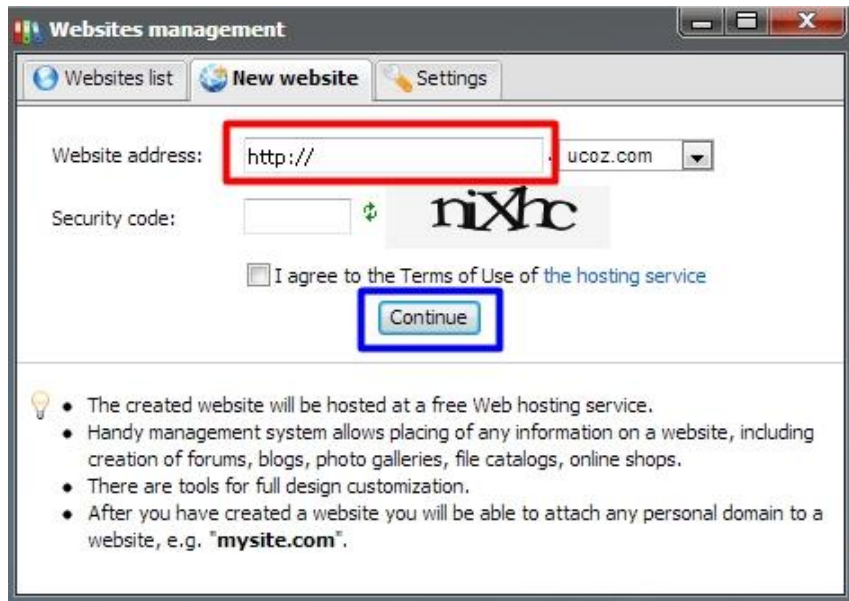 Websites management
Websites list New website Settings
Website address: http:// . ucoz.com
Security code: niXhc
I agree to the Terms of Use of the hosting service
Continue
• The created website will be hosted at a free Web hosting service.
• Handy management system allows placing of any information on a website, including
creation of forums, blogs, photo galleries, file catalogs, online shops.
• There are tools for full design customization.
• After you have created a website you will be able to attach any personal domain to a
website, e.g. "mysite.com".